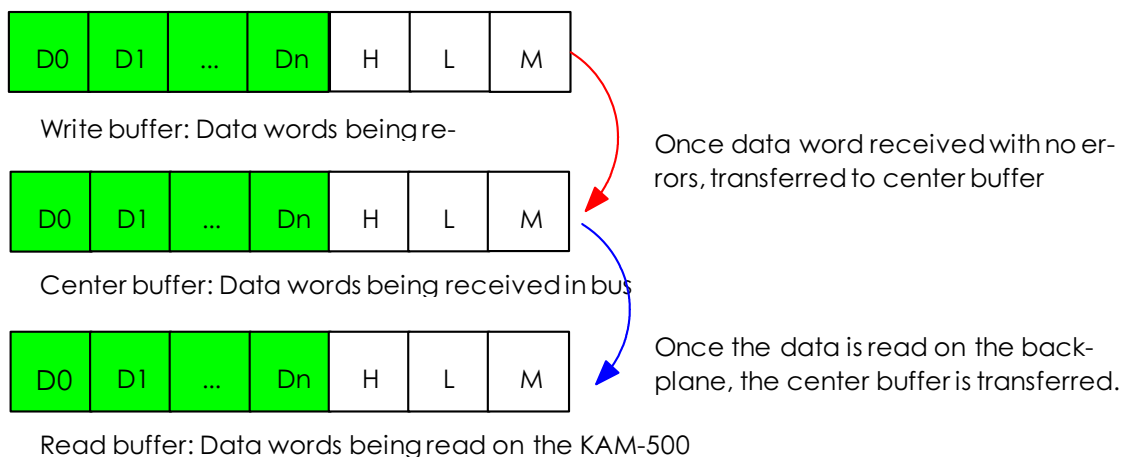 D0 D1 ... Dn H L M
Write buffer: Data words being re-
Once data word received with no er-
rors, transferred to center buffer
D0 D1 ... Dn H L M
Center buffer: Data words being received in bus
D0 D1 ... Dn H L M
Once the data is read on the back-
plane, the center buffer is transferred.
Read buffer: Data words being read on the KAM-500